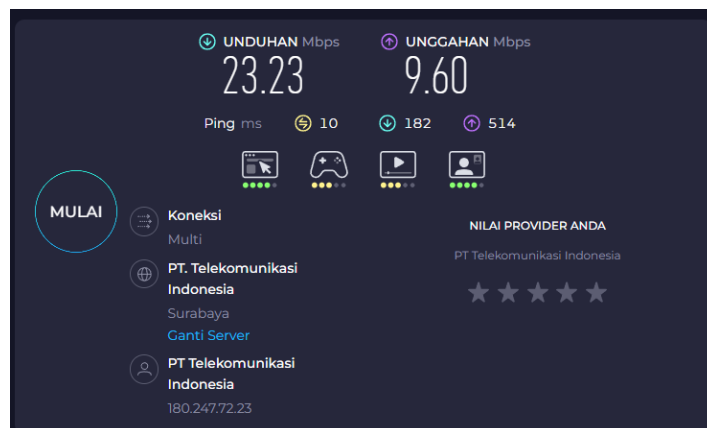 UNDUHAN Mbps
UNGGAHAN Mbps
23.23
9.60
Ping ms 10 182 514
MULAI
Koneksi
Multi
PT. Telekomunikasi
Indonesia
Surabaya
Ganti Server
PT Telekomunikasi
Indonesia
180.247.72.23
NILAI PROVIDER ANDA
PT Telekomunikasi Indonesia